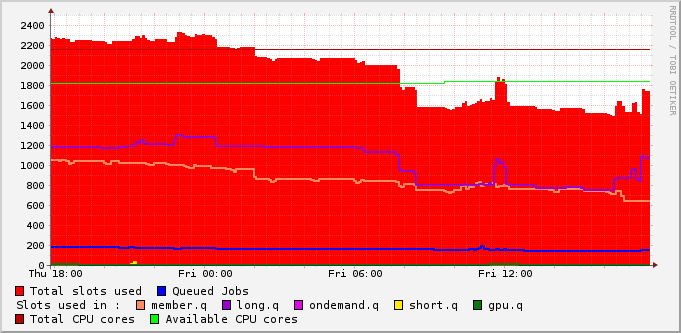 2400
2200
2000
1800
1600
1400
1200
1000
800
600
400
200
0
Thu 18:00 Fri 00:00 Fri 06:00 Fri 12:00
Total slots used Queued Jobs
Slots used in : member.q long.q ondemand.q short.q gpu.q
Total CPU cores Available CPU cores
RRDTOOL / TOBI OETIKER